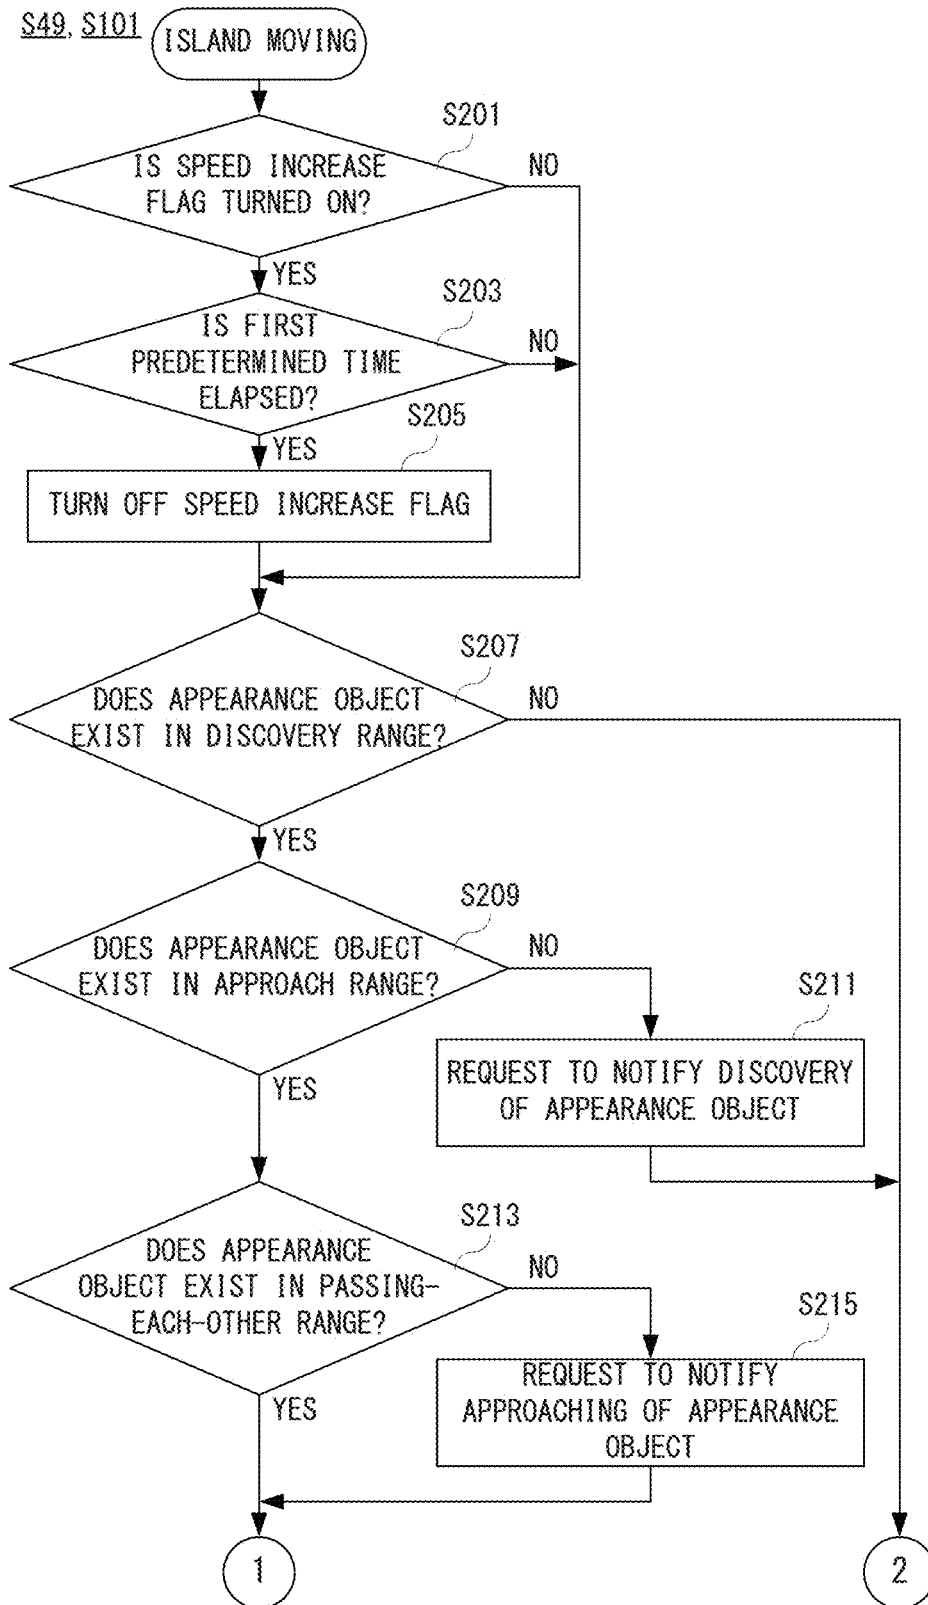 S49, S101
ISLAND MOVING
S201
IS SPEED INCREASE
FLAG TURNED ON?
NO
YES
S203
IS FIRST
PREDETERMINED TIME
ELAPSED?
NO
YES
S205
TURN OFF SPEED INCREASE FLAG
S207
DOES APPEARANCE OBJECT
EXIST IN DISCOVERY RANGE?
NO
YES
S209
DOES APPEARANCE OBJECT
EXIST IN APPROACH RANGE?
NO
YES
S211
REQUEST TO NOTIFY DISCOVERY
OF APPEARANCE OBJECT
S213
DOES APPEARANCE
OBJECT EXIST IN PASSING-
EACH-OTHER RANGE?
NO
YES
S215
REQUEST TO NOTIFY
APPROACHING OF APPEARANCE
OBJECT
1
2